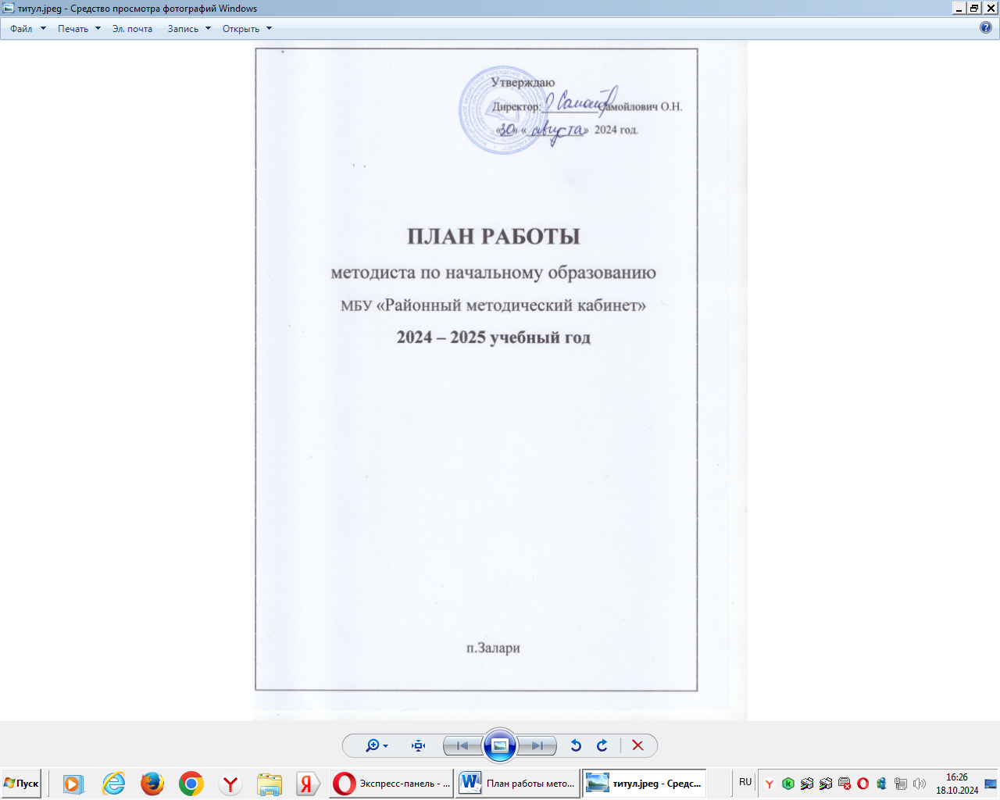 титул.jpeg - Средство просмотра фотографий Windows
Файл Печать Эл. почта Запись Открыть
Утверждаю
Директор: Самойлович О.Н.
«30» «августа» 2024 год.
ПЛАН РАБОТЫ
методиста по начальному образованию
МБУ «Районный методический кабинет»
2024 – 2025 учебный год
п.Залари
Пуск
Экспресс-панель - ...
План работы мето...
титул.jpeg - Средс...
RU
16:26
18.10.2024